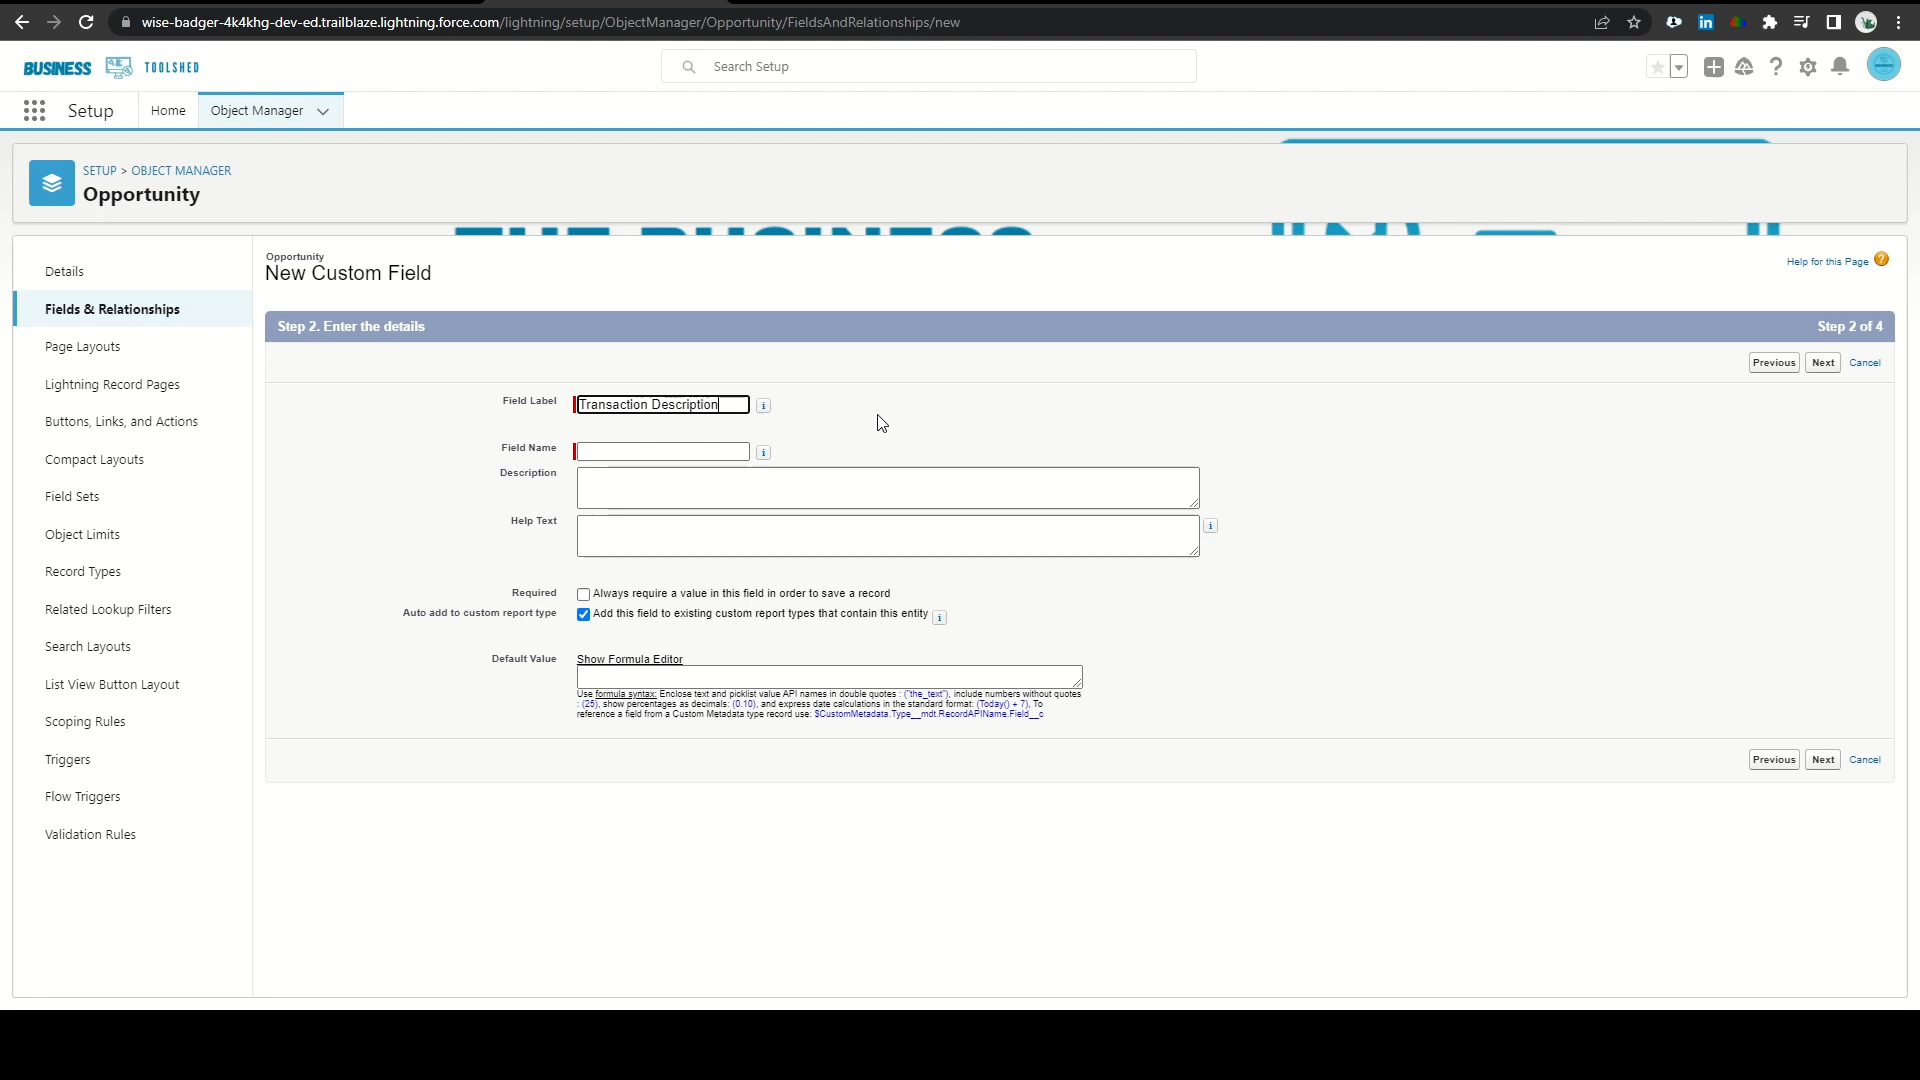 wise-badger-4k4khg-dev-ed.trailblaze.lightning.force.com/lightning/setup/ObjectManager/Opportunity/FieldsAndRelationships/new
BUSINESS TOOLSHED
Search Setup
Setup Home Object Manager
SETUP > OBJECT MANAGER
Opportunity
Details
Fields & Relationships
Page Layouts
Lightning Record Pages
Buttons, Links, and Actions
Compact Layouts
Field Sets
Object Limits
Record Types
Related Lookup Filters
Search Layouts
List View Button Layout
Scoping Rules
Triggers
Flow Triggers
Validation Rules
Opportunity
New Custom Field
Help for this Page
Step 2. Enter the details Step 2 of 4
Previous Next Cancel
Field Label Transaction Description
Field Name
Description
Help Text
Required Always require a value in this field in order to save a record
Auto add to custom report type Add this field to existing custom report types that contain this entity
Default Value Show Formula Editor
Use formula syntax: Enclose text and picklist value API names in double quotes : ("the_text"), include numbers without quotes
: (25), show percentages as decimals: (0.10), and express date calculations in the standard format: (Today() + 7). To
reference a field from a Custom Metadata type record use: $CustomMetadata.Type__mdt.RecordAPIName.Field__c
Previous Next Cancel